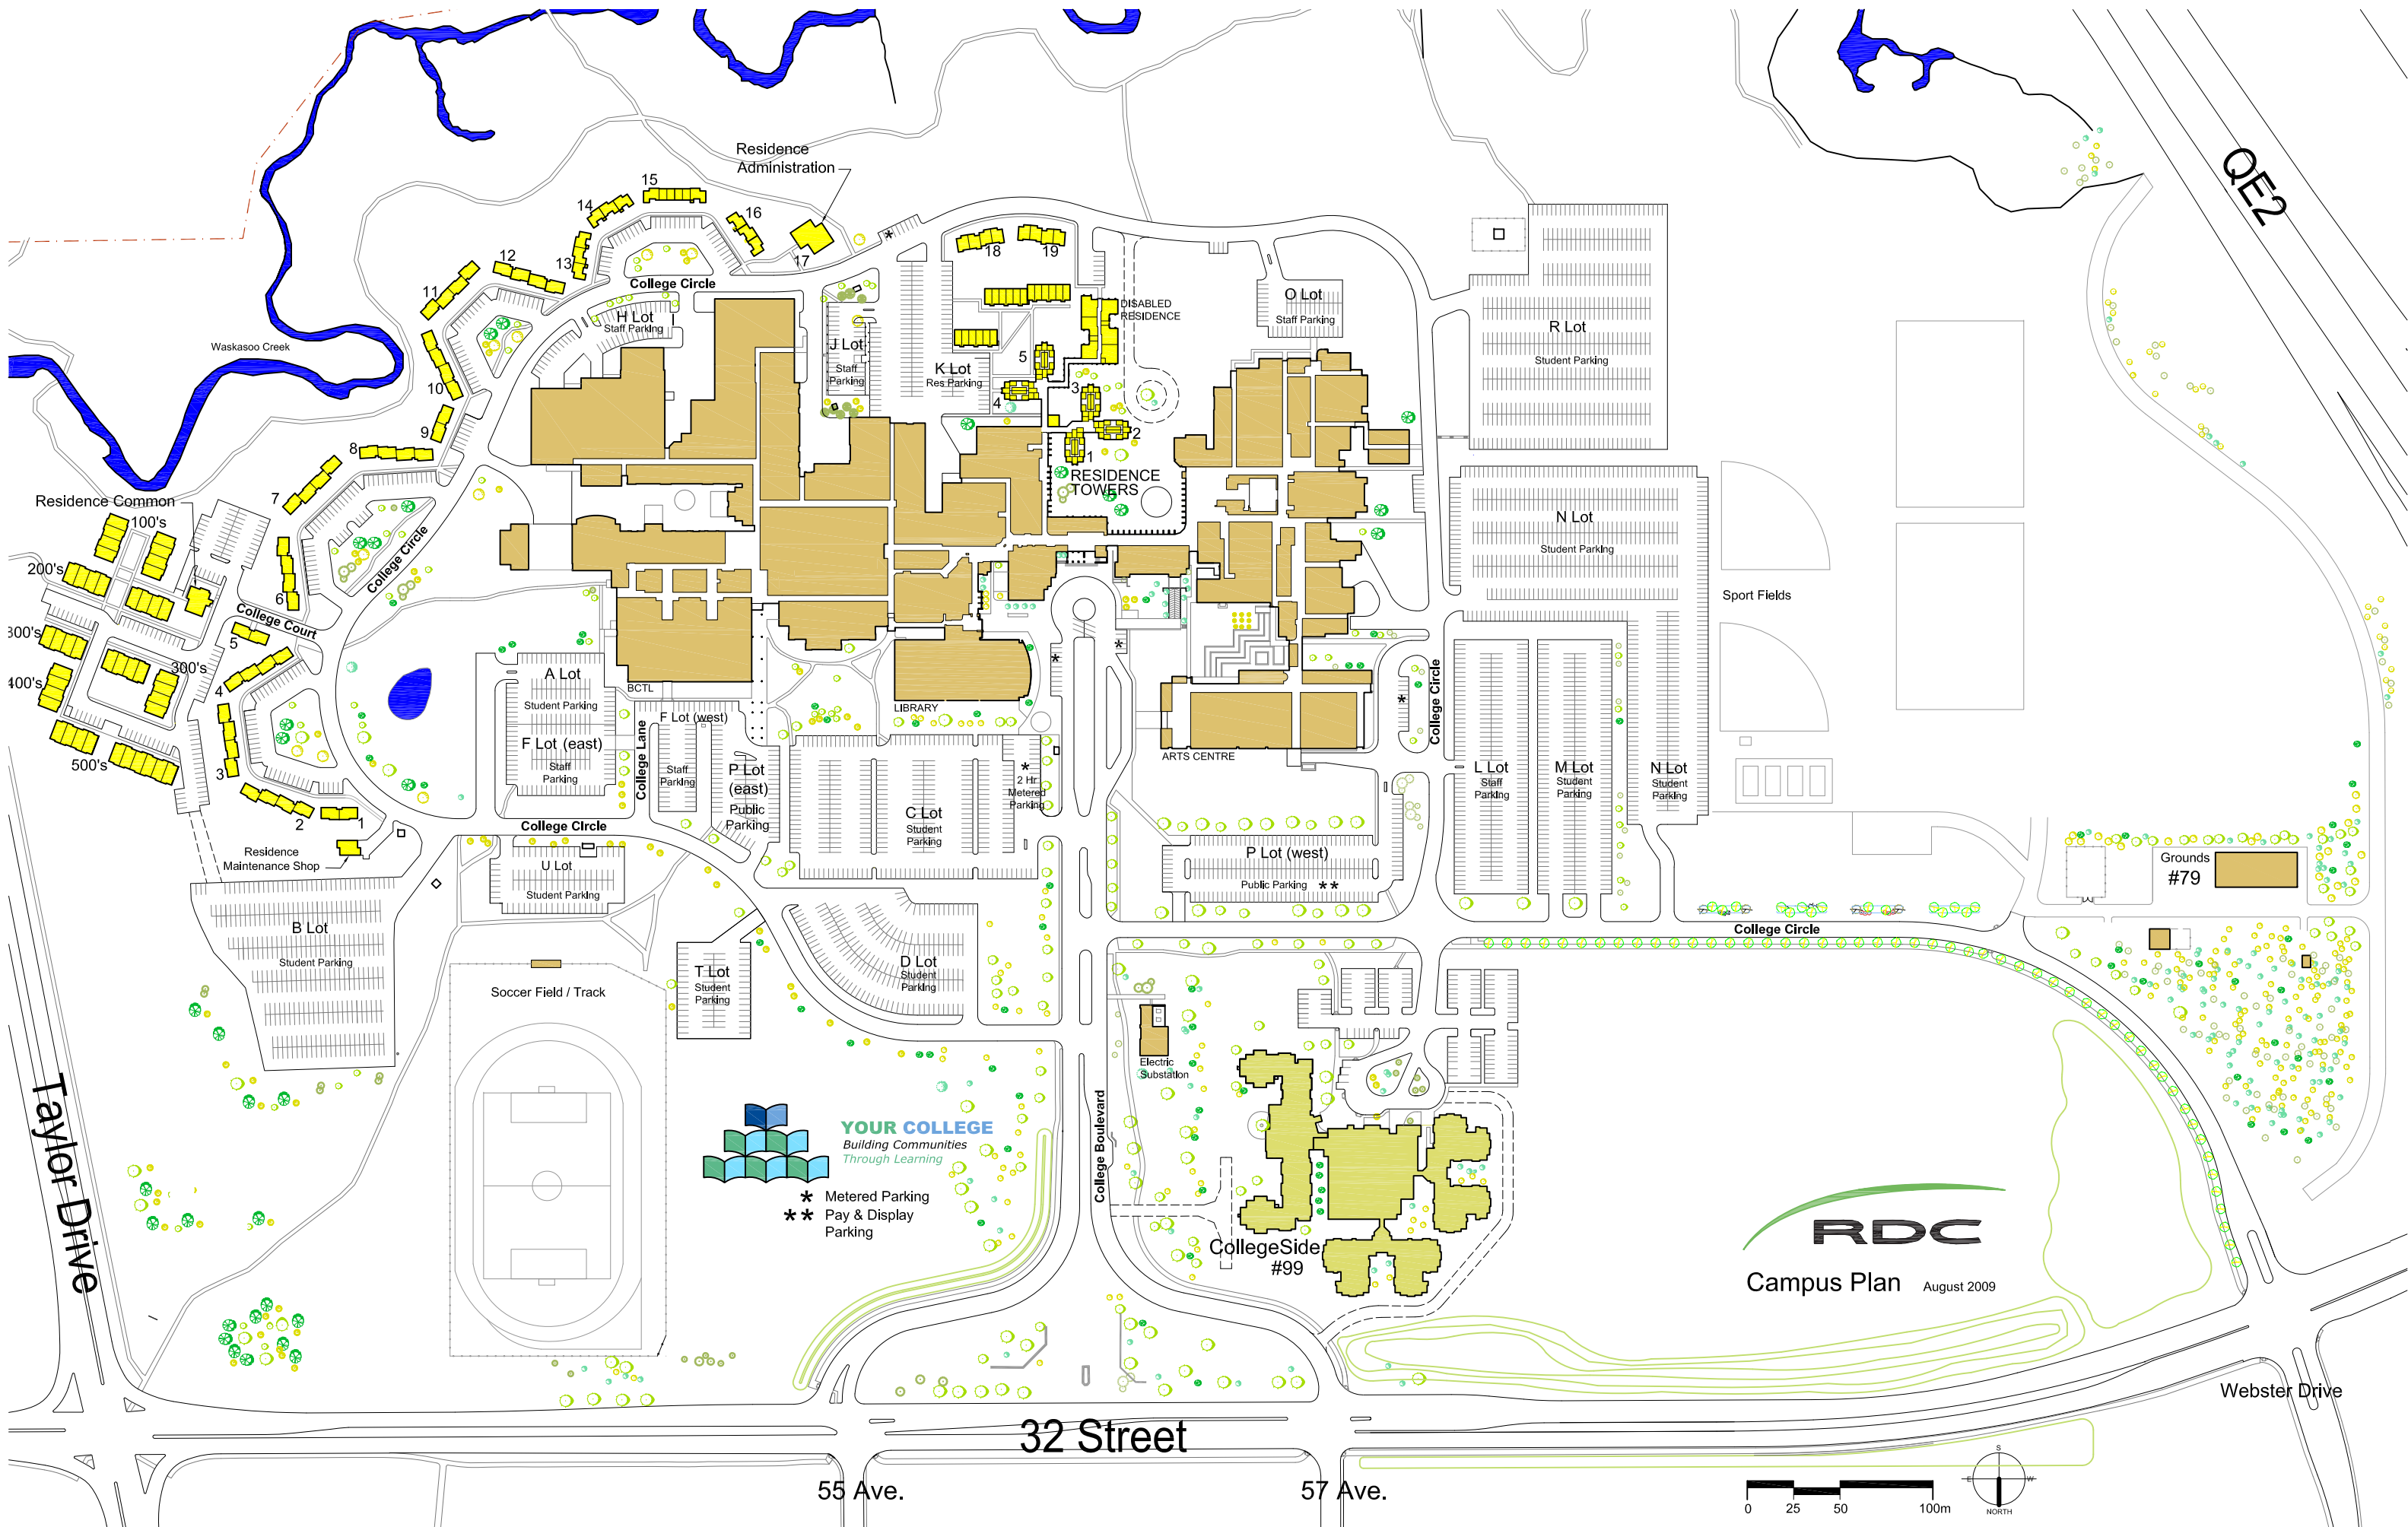 QE2
Residence
Administration
15
14
16
17
18
19
12
13
11
10
9
8
7
6
5
4
3
2
1
College Circle
H Lot
Staff Parking
J Lot
Staff
Parking
K Lot
Res Parking
DISABLED
RESIDENCE
O Lot
Staff Parking
R Lot
Student Parking
Waskasoo Creek
5
4
3
2
1
RESIDENCE
TOWERS
Residence Common
100's
200's
300's
300's
400's
500's
College Court
College Circle
N Lot
Student Parking
Sport Fields
A Lot
Student Parking
BCTL
LIBRARY
F Lot (west)
Staff
Parking
F Lot (east)
Staff
Parking
College Lane
P Lot
(east)
Public
Parking
C Lot
Student
Parking
*
2 Hr
Metered
Parking
*
*
*
*
ARTS CENTRE
College Circle
L Lot
Staff
Parking
M Lot
Student
Parking
N Lot
Student
Parking
College Circle
Residence
Maintenance Shop
U Lot
Student Parking
P Lot (west)
Public Parking **
Grounds
#79
B Lot
Student Parking
College Circle
T Lot
Student
Parking
D Lot
Student
Parking
Soccer Field / Track
Electric
Substation
Taylor Drive
College Boulevard
YOUR COLLEGE
Building Communities
Through Learning
* Metered Parking
** Pay & Display
Parking
CollegeSide
#99
RDC
Campus Plan August 2009
Webster Drive
32 Street
55 Ave.
57 Ave.
0 25 50 100m
S
E W
NORTH